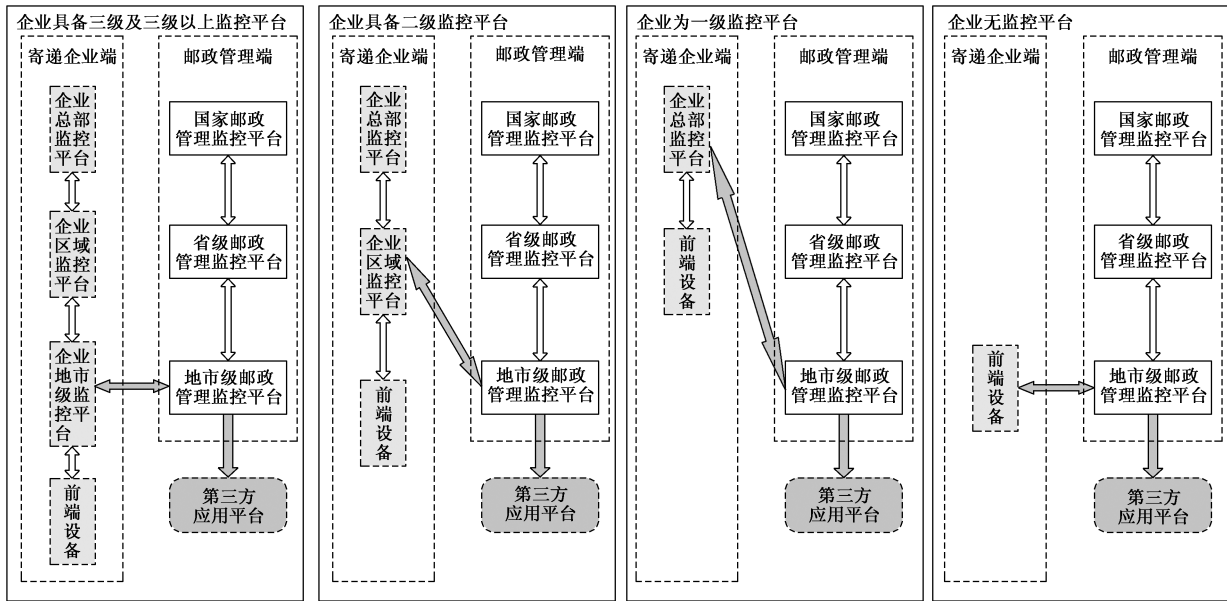 企业具备三级及三级以上监控平台
寄递企业端
邮政管理端
企业
总部
监控
平台
国家邮政
管理监控平台
企业
区域
监控
平台
省级邮政
管理监控平台
企业
地市
级监
控平
台
地市级邮政
管理监控平台
前
端
设
备
第三方
应用平台
企业具备二级监控平台
寄递企业端
邮政管理端
企业
总部
监控
平台
国家邮政
管理监控平台
企业
区域
监控
平台
省级邮政
管理监控平台
前
端
设
备
地市级邮政
管理监控平台
第三方
应用平台
企业为一级监控平台
寄递企业端
邮政管理端
企业
总部
监控
平台
国家邮政
管理监控平台
前
端
设
备
省级邮政
管理监控平台
地市级邮政
管理监控平台
第三方
应用平台
企业无监控平台
寄递企业端
邮政管理端
国家邮政
管理监控平台
省级邮政
管理监控平台
前
端
设
备
地市级邮政
管理监控平台
第三方
应用平台